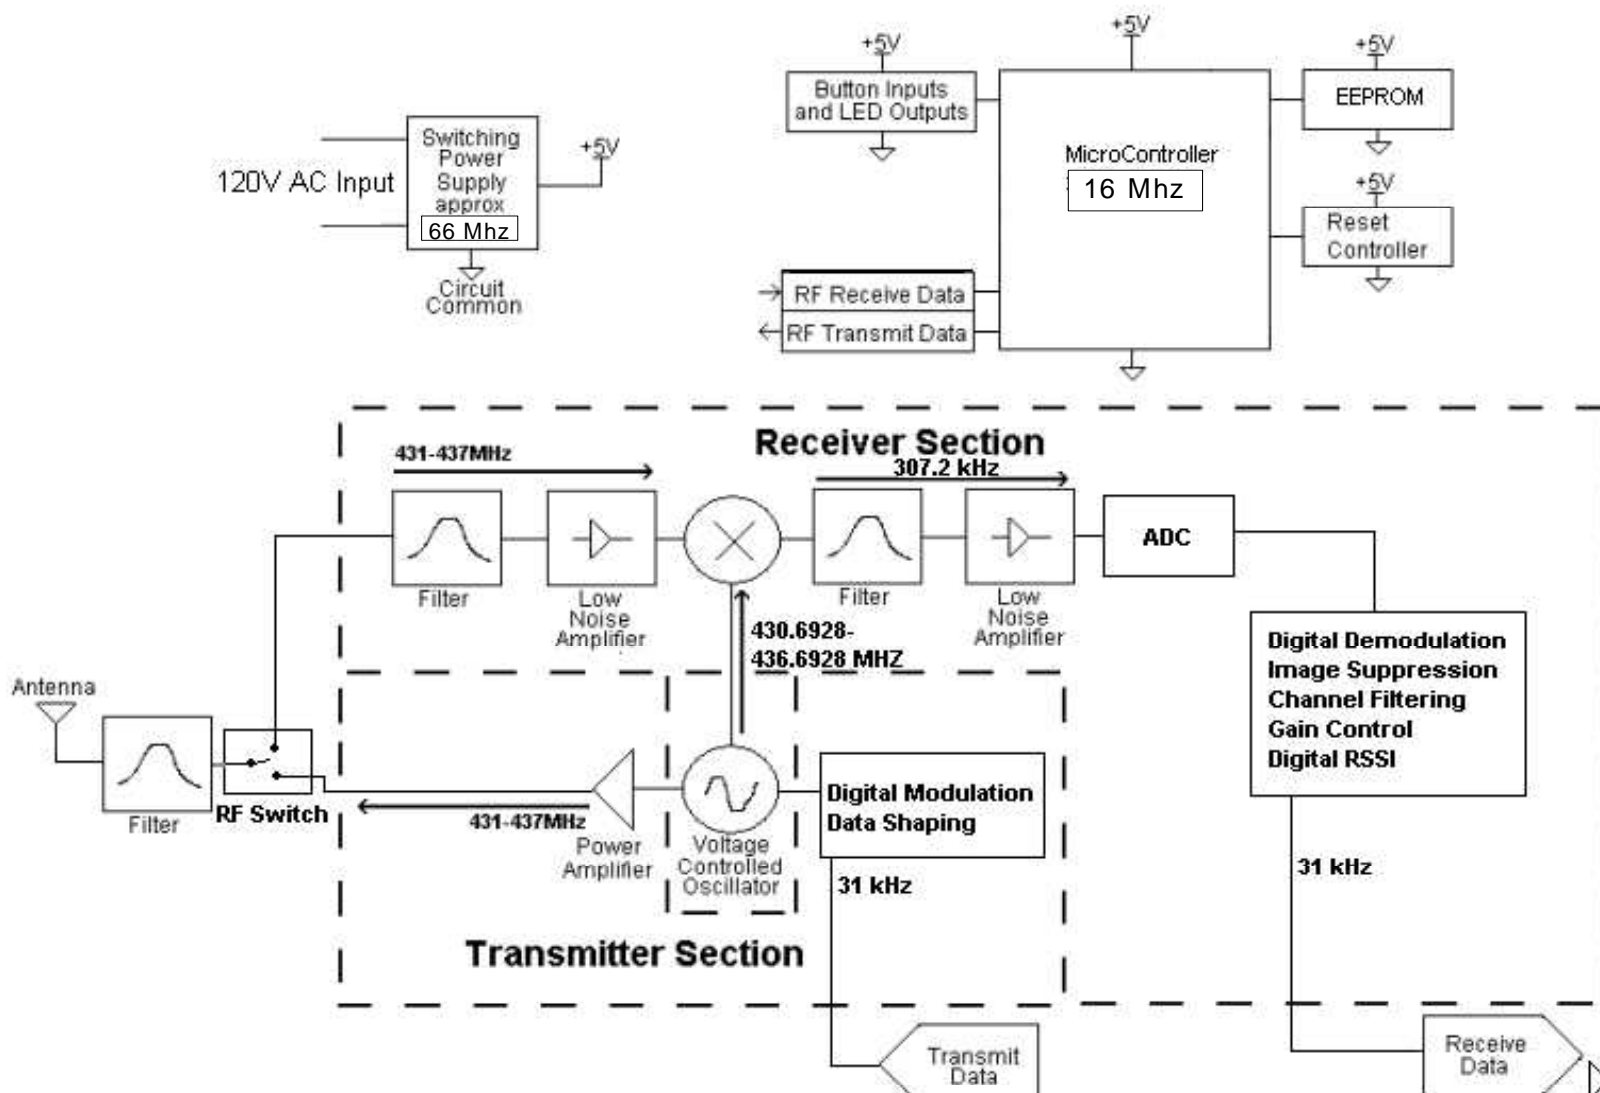 +5V
+5V
+5V
Button Inputs
and LED Outputs
EEPROM
MicroController
16 Mhz
+5V
Reset
Controller
RF Receive Data
RF Transmit Data
120V AC Input
Switching
Power
Supply
approx
66 Mhz
+5V
Circuit
Common
Receiver Section
431-437MHz
307.2 kHz
ADC
Filter
Low
Noise
Amplifier
Filter
Low
Noise
Amplifier
430.6928-
436.6928 MHZ
Digital Demodulation
Image Suppression
Channel Filtering
Gain Control
Digital RSSI
Antenna
Filter
RF Switch
431-437MHz
Power
Amplifier
Voltage
Controlled
Oscillator
Digital Modulation
Data Shaping
31 kHz
31 kHz
Transmitter Section
Transmit
Data
Receive
Data